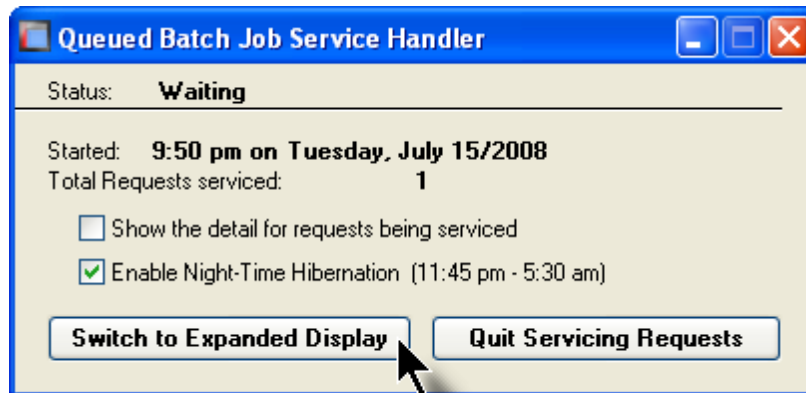 Queued Batch Job Service Handler
Status: Waiting
Started: 9:50 pm on Tuesday, July 15/2008
Total Requests serviced: 1
Show the detail for requests being serviced
Enable Night-Time Hibernation (11:45 pm - 5:30 am)
Switch to Expanded Display Quit Servicing Requests